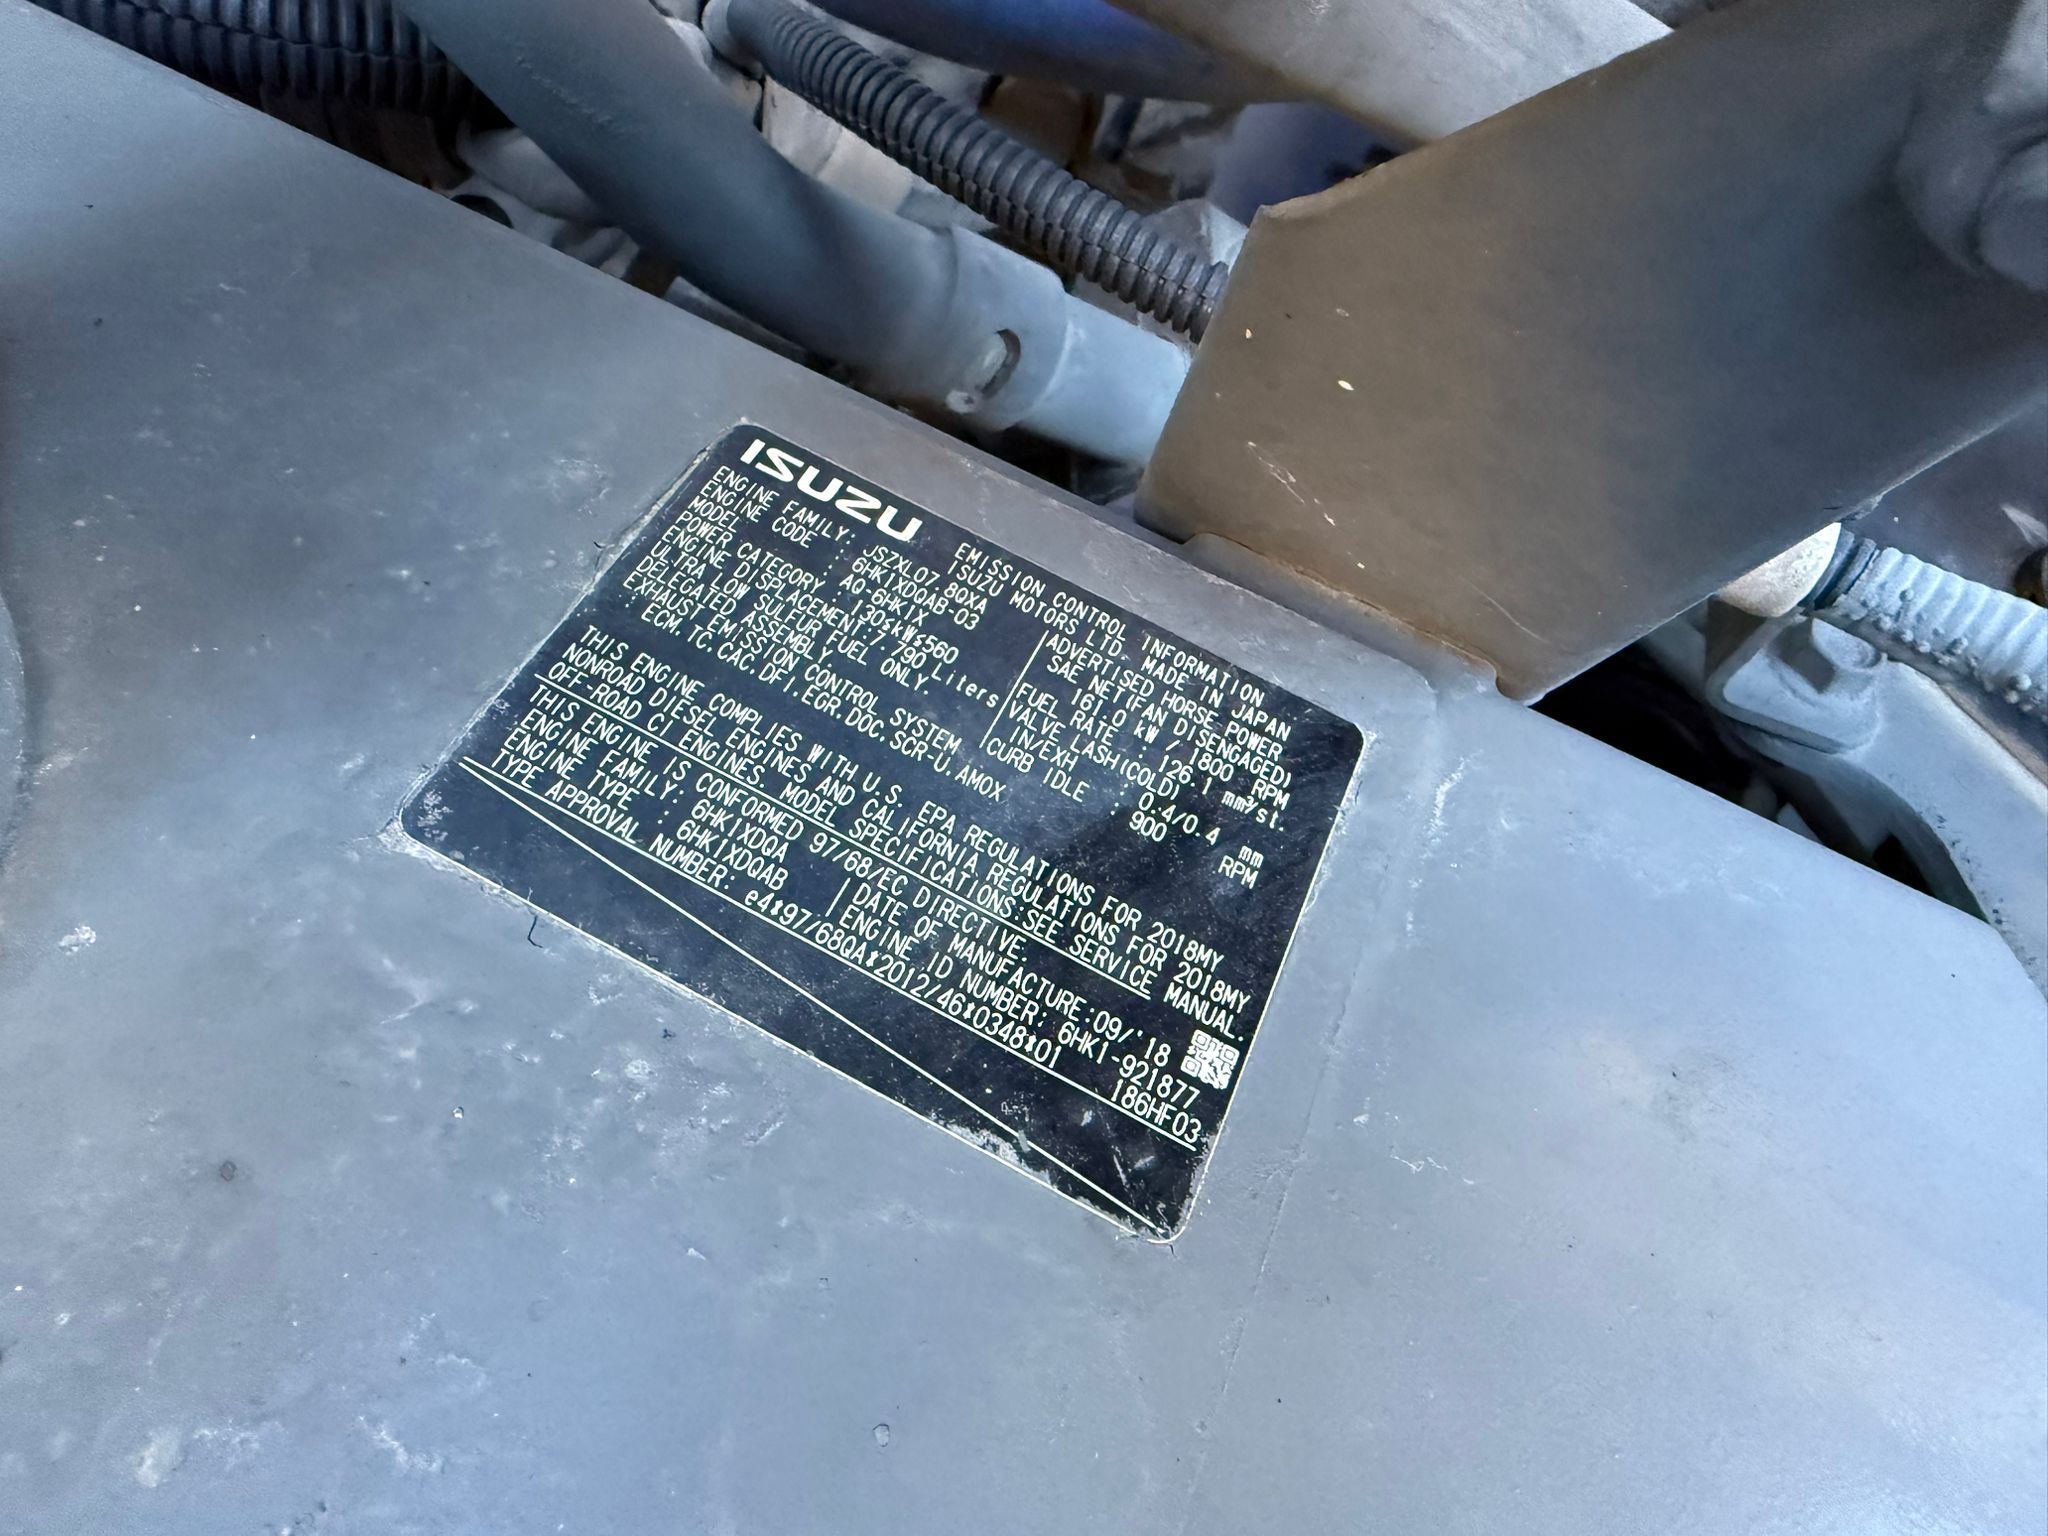 ISUZU
EMISSION CONTROL INFORMATION
ISUZU MOTORS LTD. MADE IN JAPAN
ENGINE FAMILY: JSZXL07.8QXA
ENGINE CODE : 6HK1XDQAB-03
MODEL : AQ-6HK1X
POWER CATEGORY : 130≤kW≤560
ENGINE DISPLACEMENT: 7.790 Liters
ULTRA LOW SULFUR FUEL ONLY.
DELEGATED ASSEMBLY.
EXHAUST EMISSION CONTROL SYSTEM
: ECM, TC, CAC, DFI, EGR, DOC, SCR-U, AMOX
ADVERTISED HORSE POWER
SAE NET(FAN DISENGAGED)
161.0 kW / 1800 RPM
FUEL RATE : 126.1 mm³/st.
VALVE LASH(COLD)
IN/EXH : 0.4/0.4 mm
CURB IDLE : 900 RPM
THIS ENGINE COMPLIES WITH U.S. EPA REGULATIONS FOR 2018MY
NONROAD DIESEL ENGINES AND CALIFORNIA REGULATIONS FOR 2018MY
OFF-ROAD CI ENGINES. MODEL SPECIFICATIONS:SEE SERVICE MANUAL.
THIS ENGINE IS CONFORMED 97/68/EC DIRECTIVE.
ENGINE FAMILY: 6HK1XDQA
ENGINE TYPE : 6HK1XDQAB
DATE OF MANUFACTURE:09/'18
ENGINE ID NUMBER: 6HK1-921877
TYPE APPROVAL NUMBER: e4*97/68QA*2012/46*0348*01
186HF03